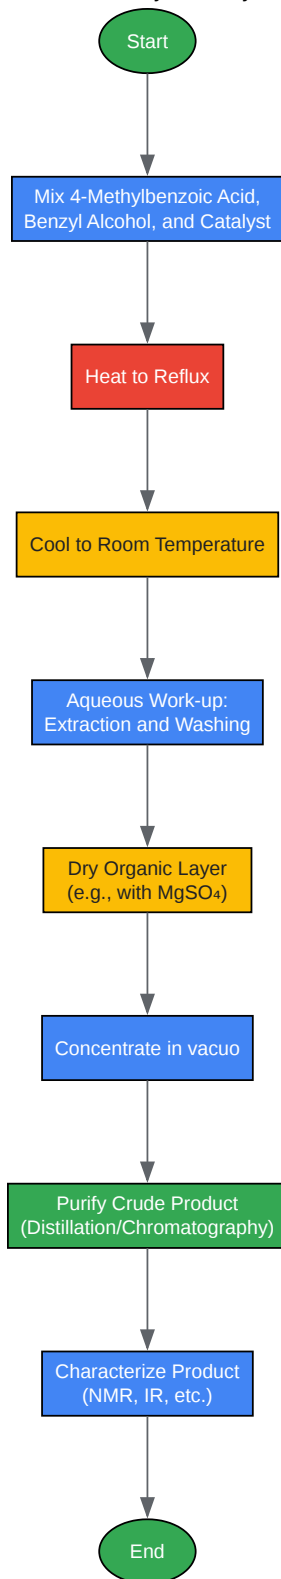 Start
Mix 4-Methylbenzoic Acid,
Benzyl Alcohol, and Catalyst
Heat to Reflux
Cool to Room Temperature
Aqueous Work-up:
Extraction and Washing
Dry Organic Layer
(e.g., with MgSO₄)
Concentrate in vacuo
Purify Crude Product
(Distillation/Chromatography)
Characterize Product
(NMR, IR, etc.)
End